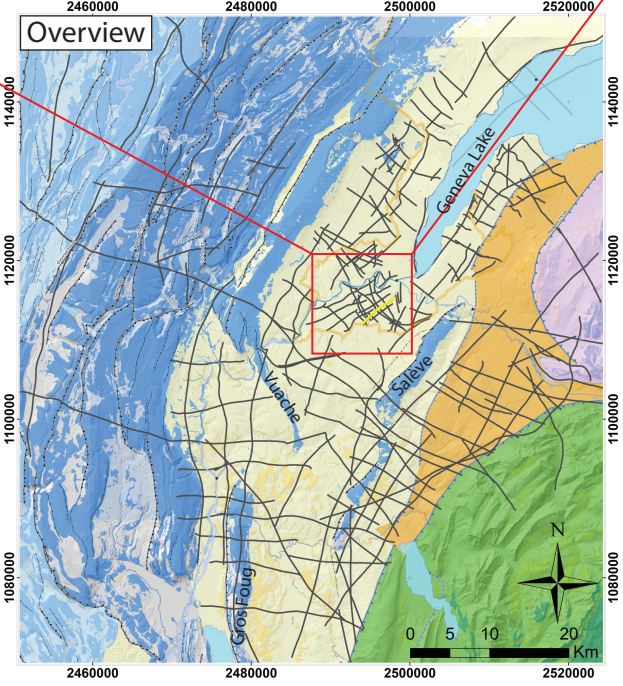 2460000 2480000 2500000 2520000
Overview
1140000 1140000
Geneva Lake
1120000 1120000
Salève
Vuache
1100000 1100000
N
1080000 1080000
Gros Foug
0 5 10 20
Km
2460000 2480000 2500000 2520000